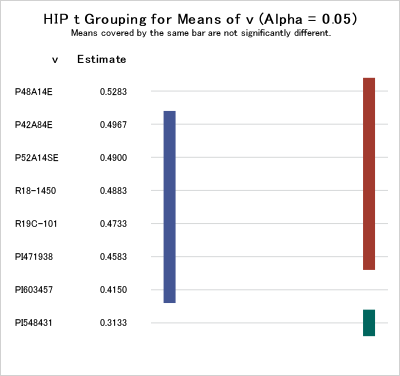 HIP t Grouping for Means of v (Alpha = 0.05)
Means covered by the same bar are not significantly different.
v Estimate
P48A14E 0.5283
P42A84E 0.4967
P52A14SE 0.4900
R18-1450 0.4883
R19C-101 0.4733
PI471938 0.4583
PI603457 0.4150
PI548431 0.3133